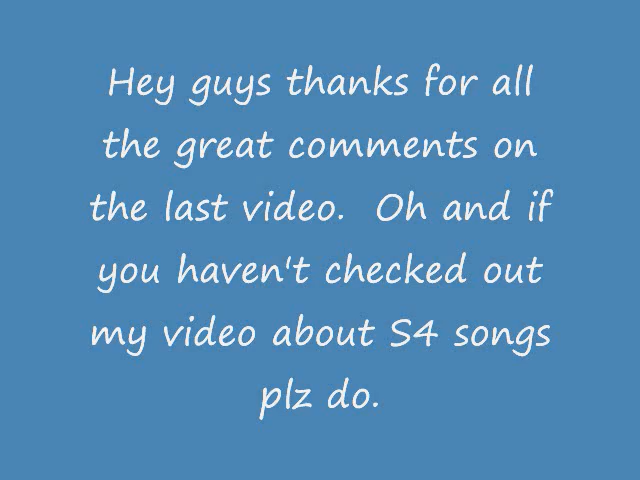 Hey guys thanks for all
the great comments on
the last video.  Oh and if
you haven't checked out
my video about S4 songs
plz do.